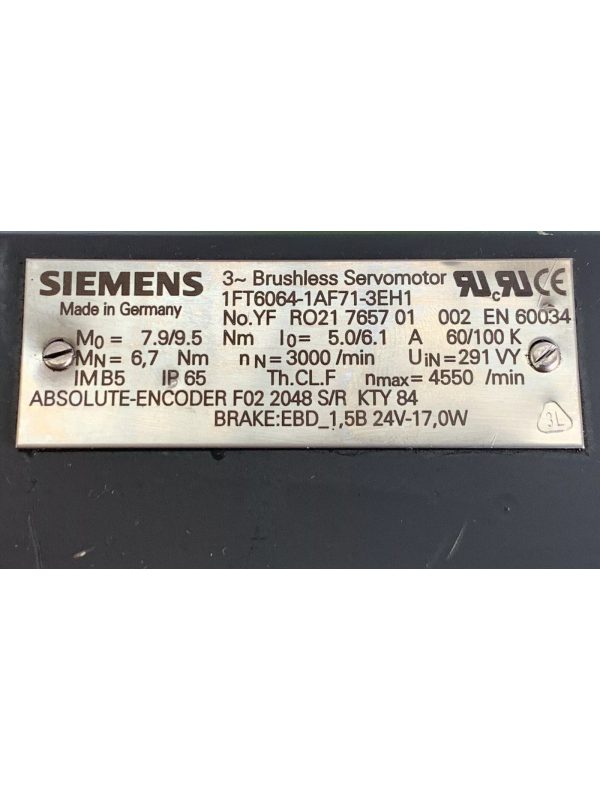 SIEMENS 3~ Brushless Servomotor
Made in Germany 1FT6064-1AF71-3EH1
No.YF RO21 7657 01 002 EN 60034
M0 = 7.9/9.5 Nm I0= 5.0/6.1 A 60/100 K
MN = 6,7 Nm nN=3000 /min UiN=291 VY
IM B5 IP 65 Th.CL.F nmax= 4550 /min
ABSOLUTE-ENCODER F02 2048 S/R KTY 84
BRAKE:EBD_1,5B 24V-17,0W
3L